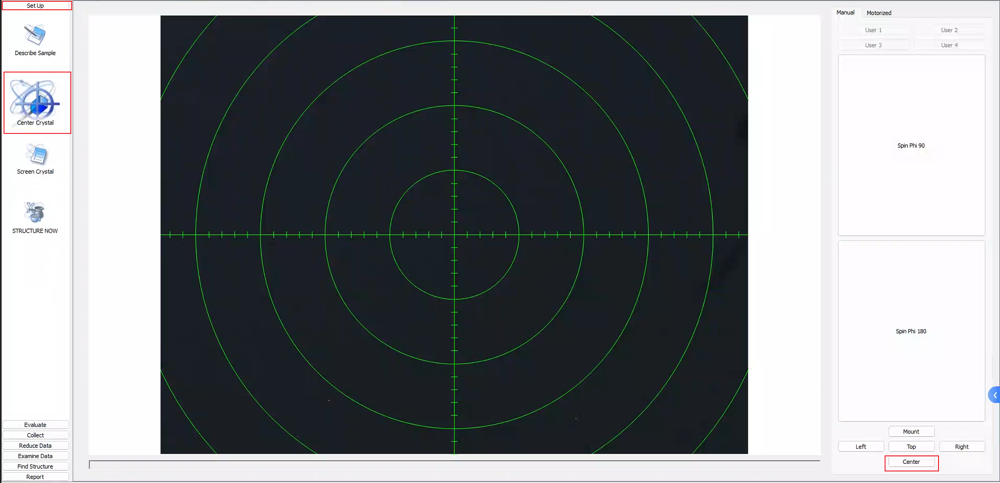 Set Up
Describe Sample
Center Crystal
Screen Crystal
STRUCTURE NOW
Evaluate
Collect
Reduce Data
Examine Data
Find Structure
Report
Manual Motorized
User 1 User 2
User 3 User 4
Spin Phi 90
Spin Phi 180
Mount
Left Top Right
Center